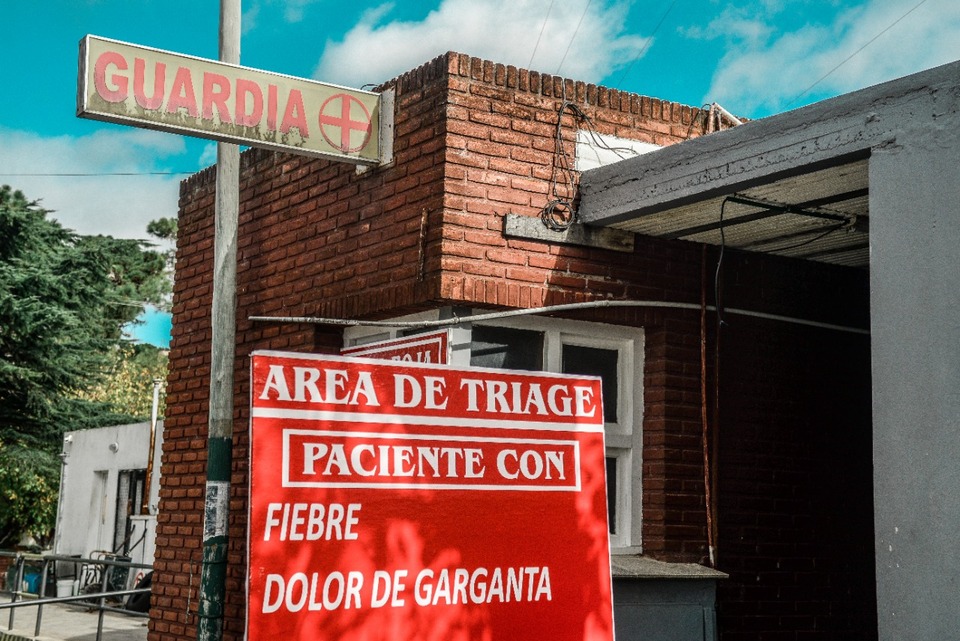 GUARDIA
AREA DE TRIAGE
PACIENTE CON
FIEBRE
DOLOR DE GARGANTA